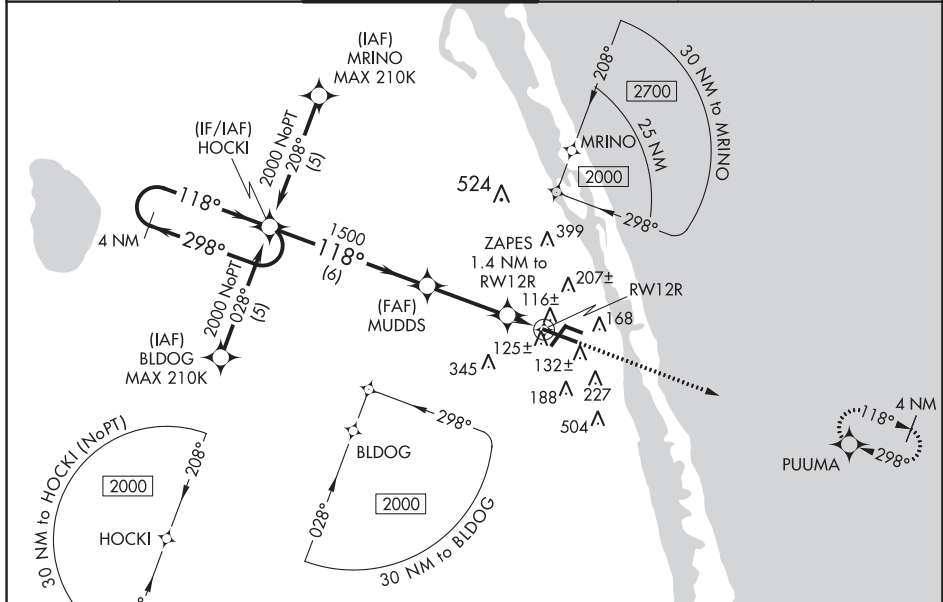 (IAF)
MRINO
MAX 210K
(IF/IAF)
HOCKI
2000 NoPT
208°
(5)
118°
298°
4 NM
2000 NoPT
028°
(5)
(IAF)
BLDOG
MAX 210K
1500
118°
(6)
(FAF)
MUDDS
524
399
ZAPES
1.4 NM to
RW12R
207±
RW12R
116±
168
125±
132±
345
188
227
504
208°
30 NM to MRINO
2700
25 NM
MRINO
2000
298°
118°
4 NM
298°
PUUMA
298°
BLDOG
2000
028°
30 NM to BLDOG
30 NM to HOCKI (NoPT)
208°
2000
HOCKI